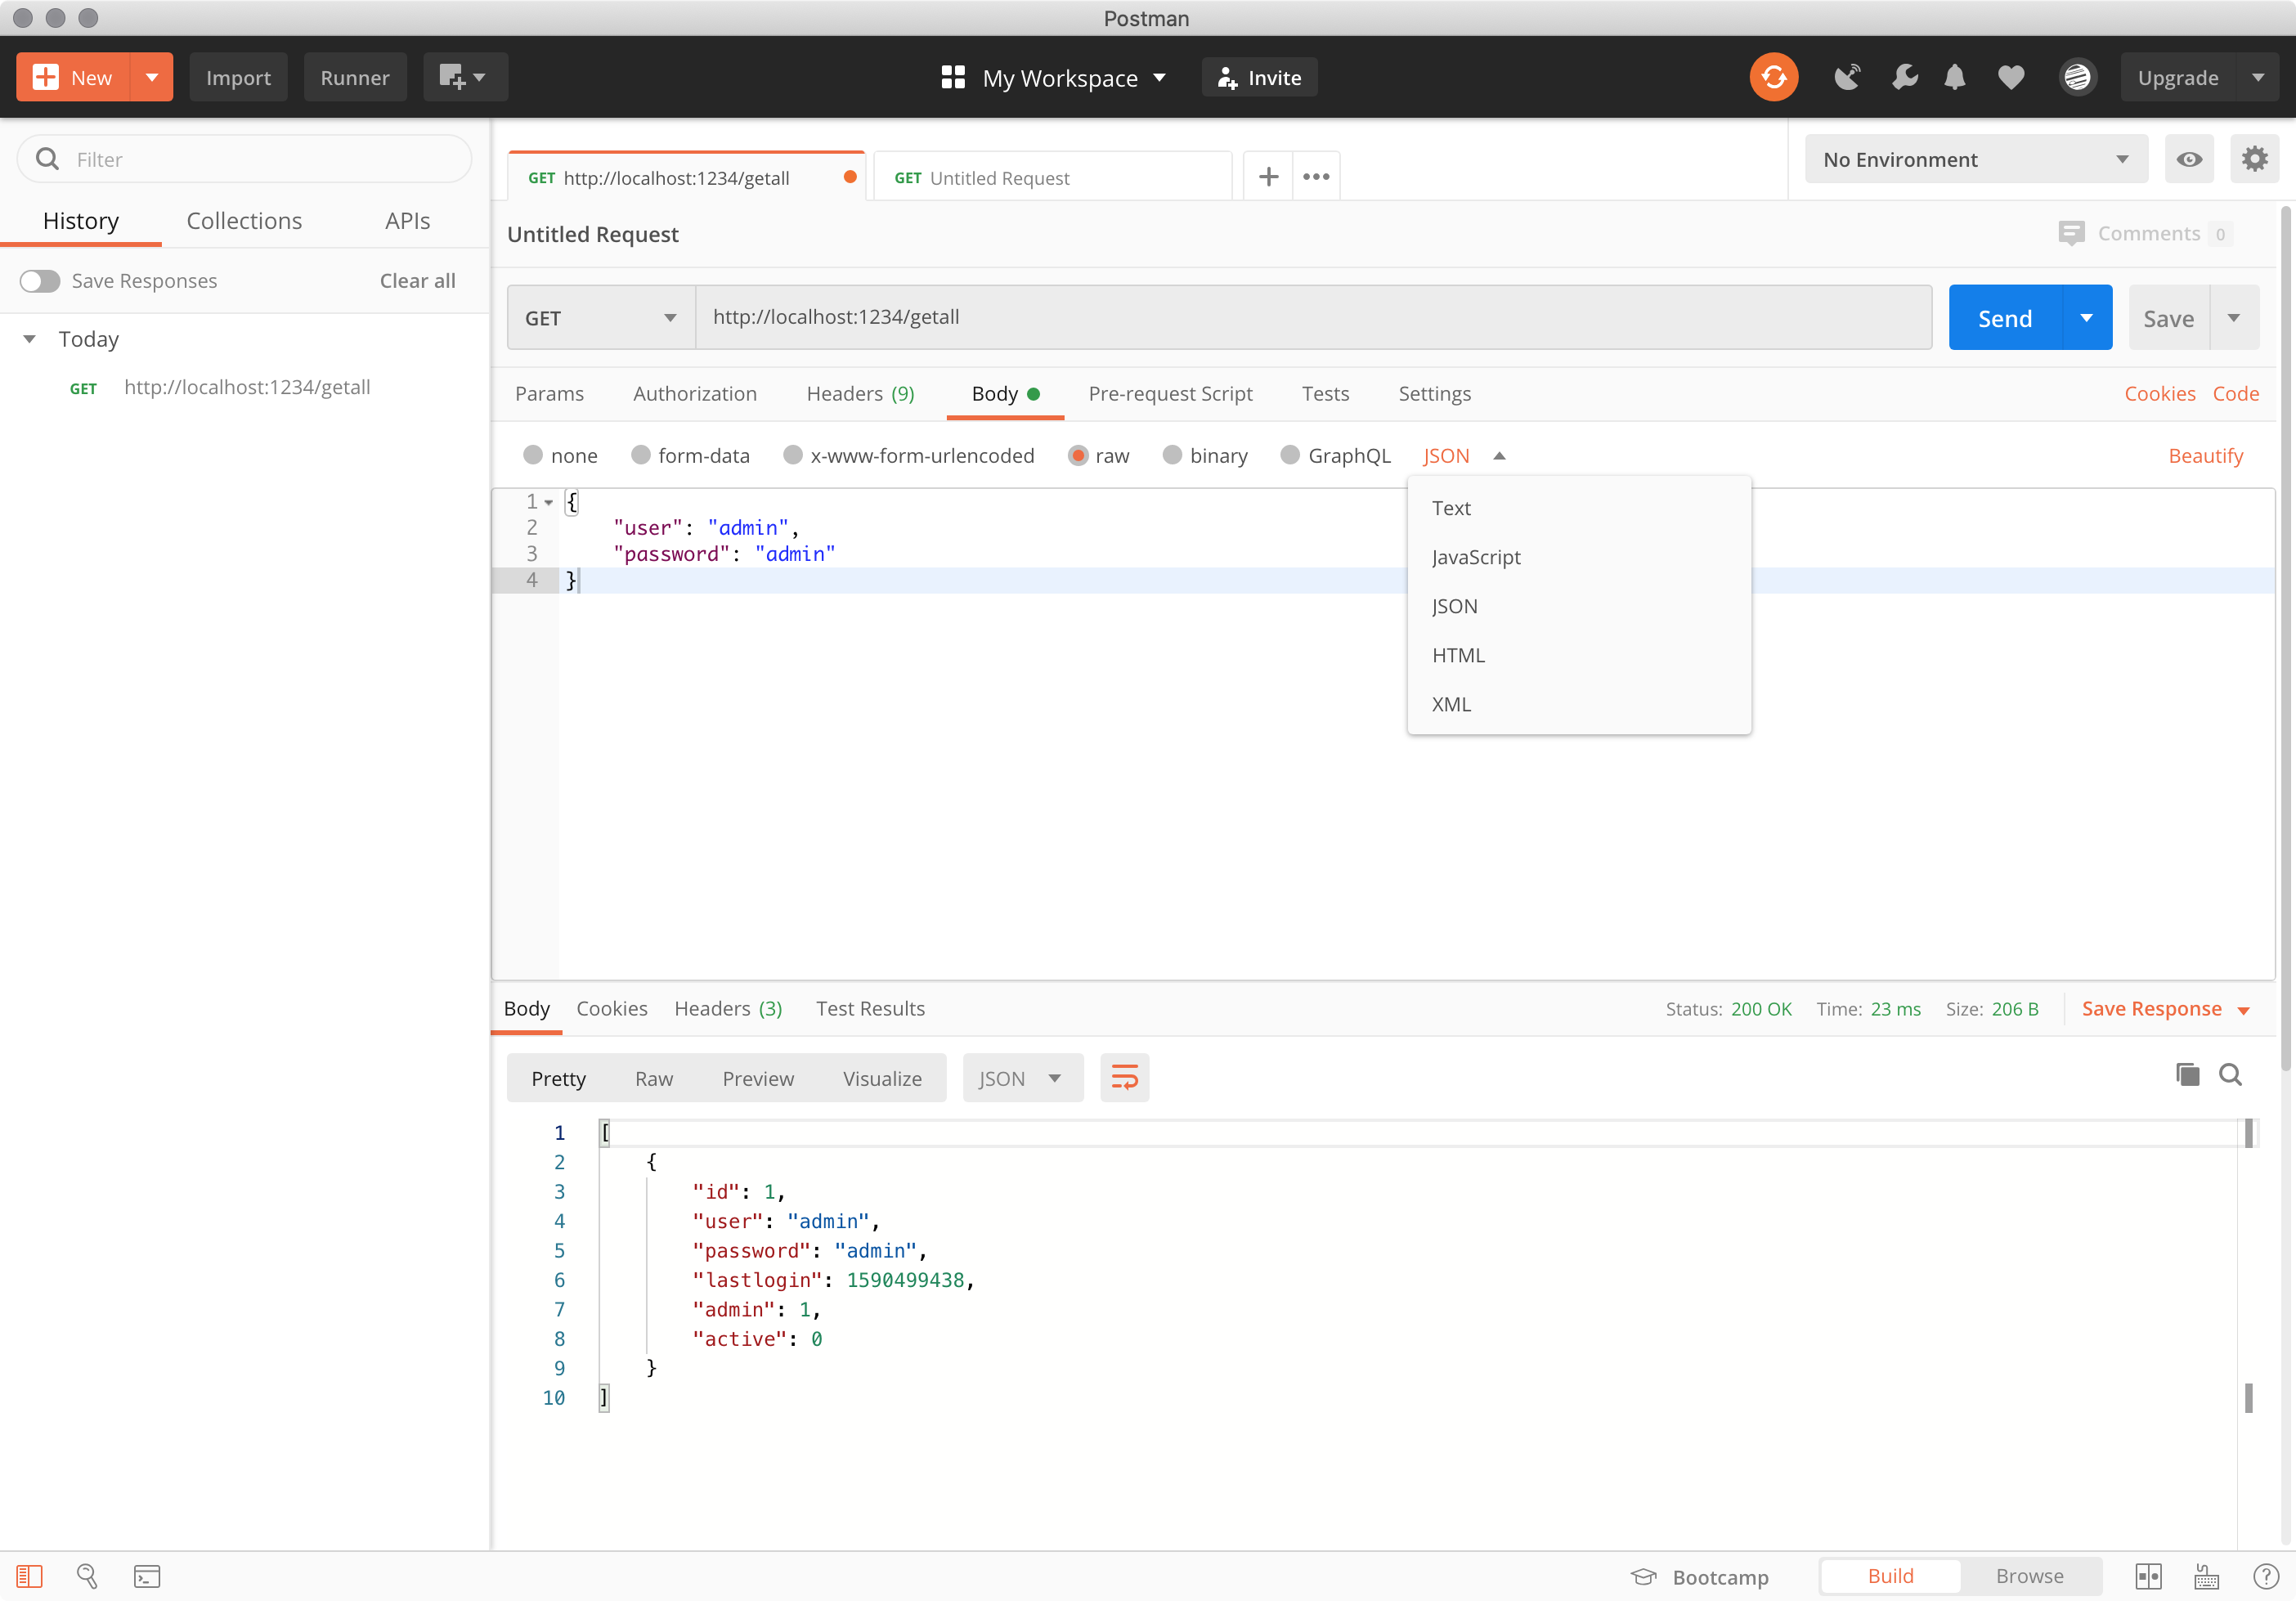 Postman
New
Import
Runner
My Workspace
Invite
Upgrade
Filter
History
Collections
APIs
Save Responses
Clear all
Today
GET http://localhost:1234/getall
GET http://localhost:1234/getall
GET Untitled Request
No Environment
Untitled Request
Comments 0
GET
http://localhost:1234/getall
Send
Save
Params
Authorization
Headers (9)
Body
Pre-request Script
Tests
Settings
Cookies
Code
none
form-data
x-www-form-urlencoded
raw
binary
GraphQL
JSON
Beautify
Text
JavaScript
JSON
HTML
XML
1 {
2 "user": "admin",
3 "password": "admin"
4 }
Body
Cookies
Headers (3)
Test Results
Status: 200 OK
Time: 23 ms
Size: 206 B
Save Response
Pretty
Raw
Preview
Visualize
JSON
1 [
2 {
3 "id": 1,
4 "user": "admin",
5 "password": "admin",
6 "lastlogin": 1590499438,
7 "admin": 1,
8 "active": 0
9 }
10 ]
Bootcamp
Build
Browse